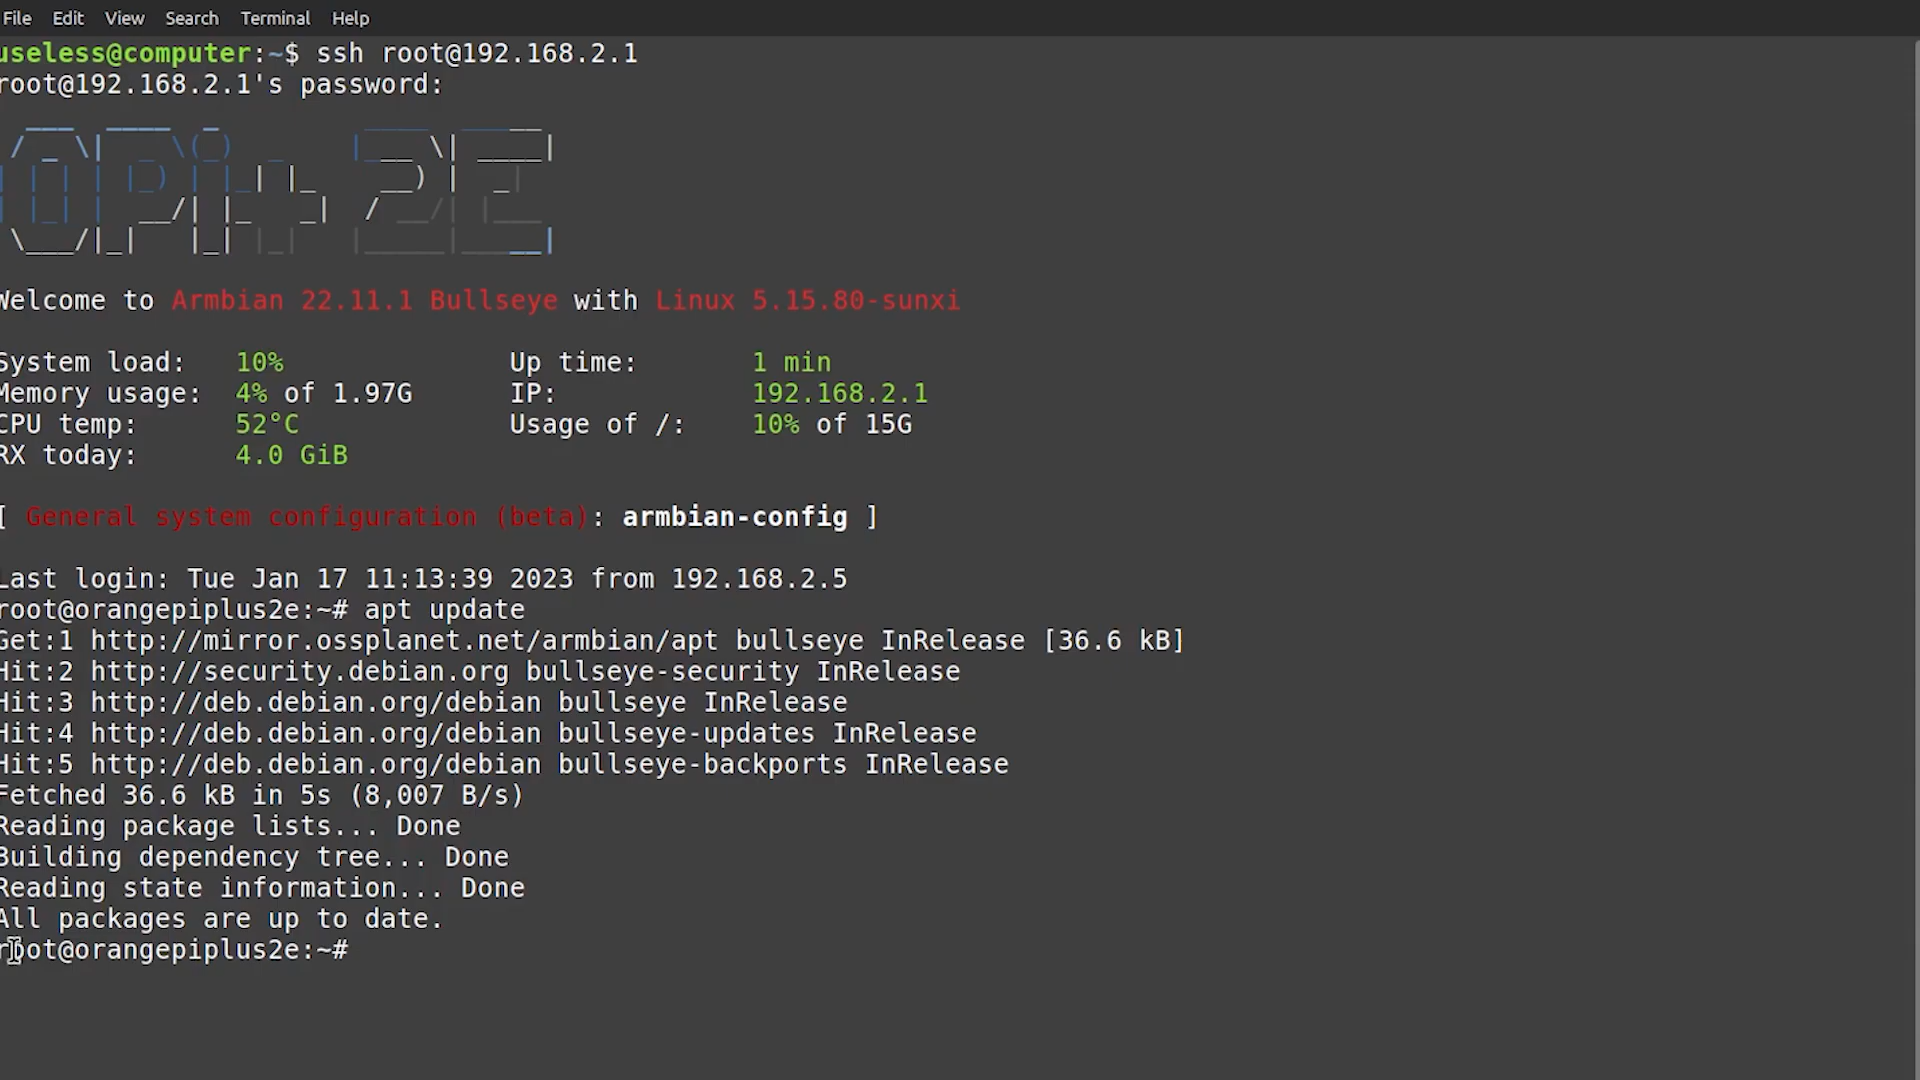 File Edit View Search Terminal Help
useless@computer:~$ ssh root@192.168.2.1
root@192.168.2.1's password:
OPi+ 2E
Welcome to Armbian 22.11.1 Bullseye with Linux 5.15.80-sunxi
System load: 10% Up time: 1 min
Memory usage: 4% of 1.97G IP: 192.168.2.1
CPU temp: 52°C Usage of /: 10% of 15G
RX today: 4.0 GiB
[ General system configuration (beta): armbian-config ]
Last login: Tue Jan 17 11:13:39 2023 from 192.168.2.5
root@orangepiplus2e:~# apt update
Get:1 http://mirror.ossplanet.net/armbian/apt bullseye InRelease [36.6 kB]
Hit:2 http://security.debian.org bullseye-security InRelease
Hit:3 http://deb.debian.org/debian bullseye InRelease
Hit:4 http://deb.debian.org/debian bullseye-updates InRelease
Hit:5 http://deb.debian.org/debian bullseye-backports InRelease
Fetched 36.6 kB in 5s (8,007 B/s)
Reading package lists... Done
Building dependency tree... Done
Reading state information... Done
All packages are up to date.
root@orangepiplus2e:~#